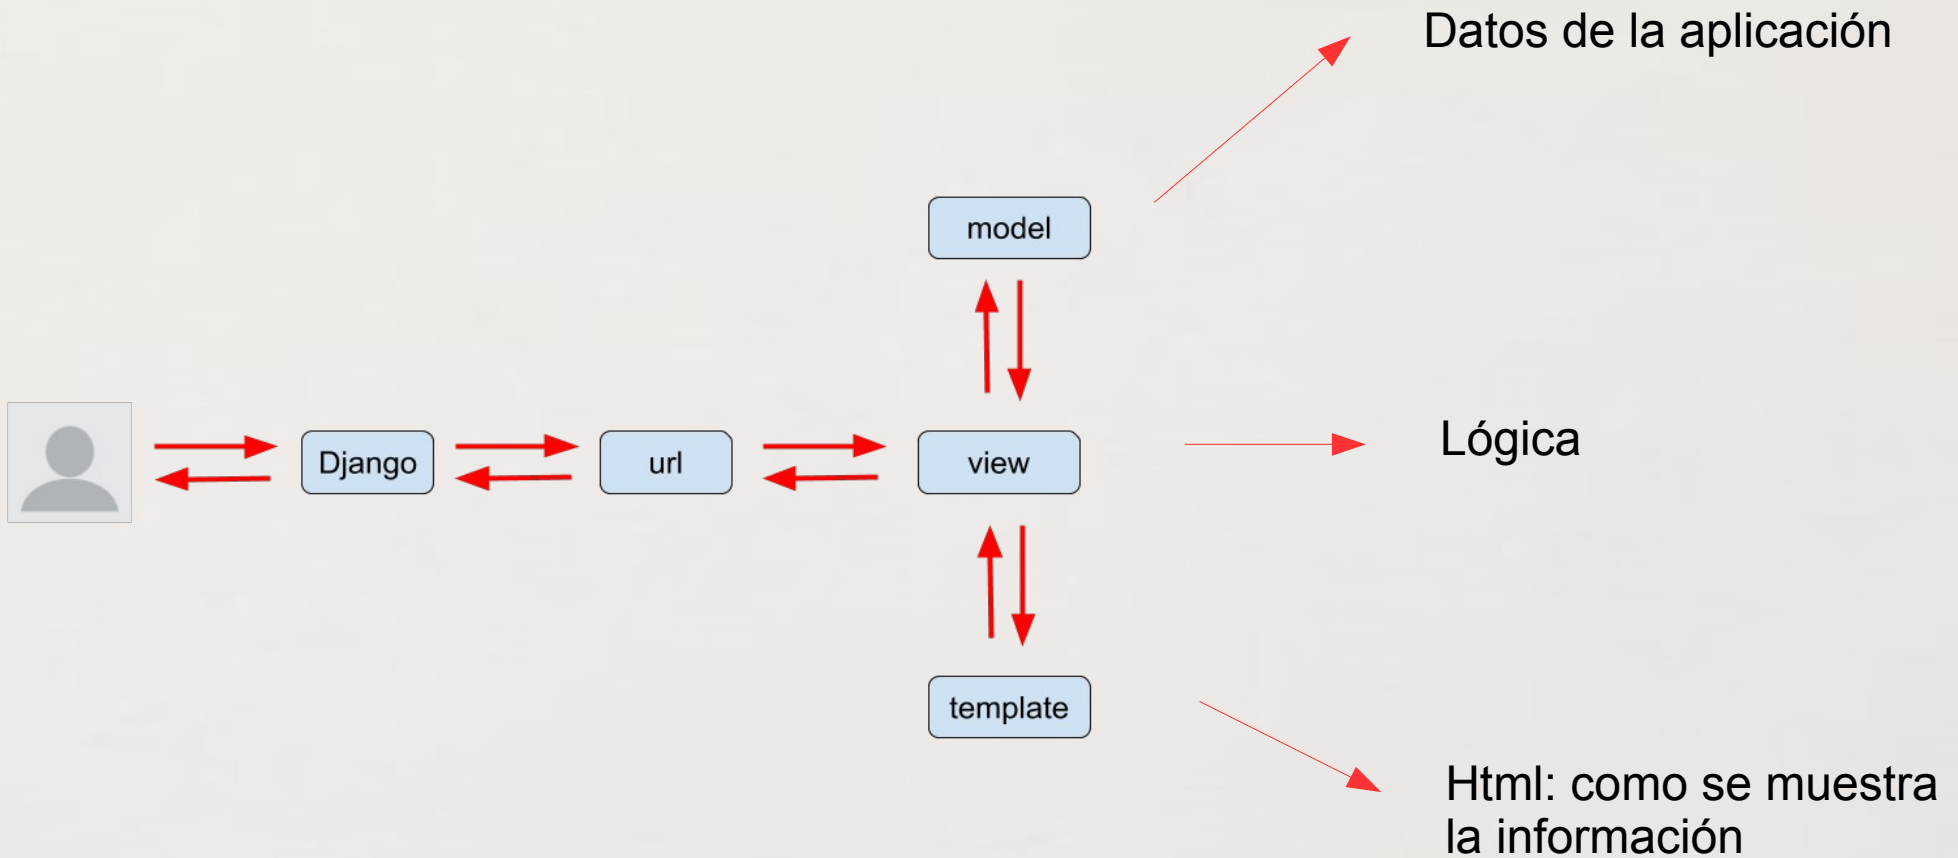 Datos de la aplicación
model
Django
url
view
Lógica
template
Html: como se muestra
la información